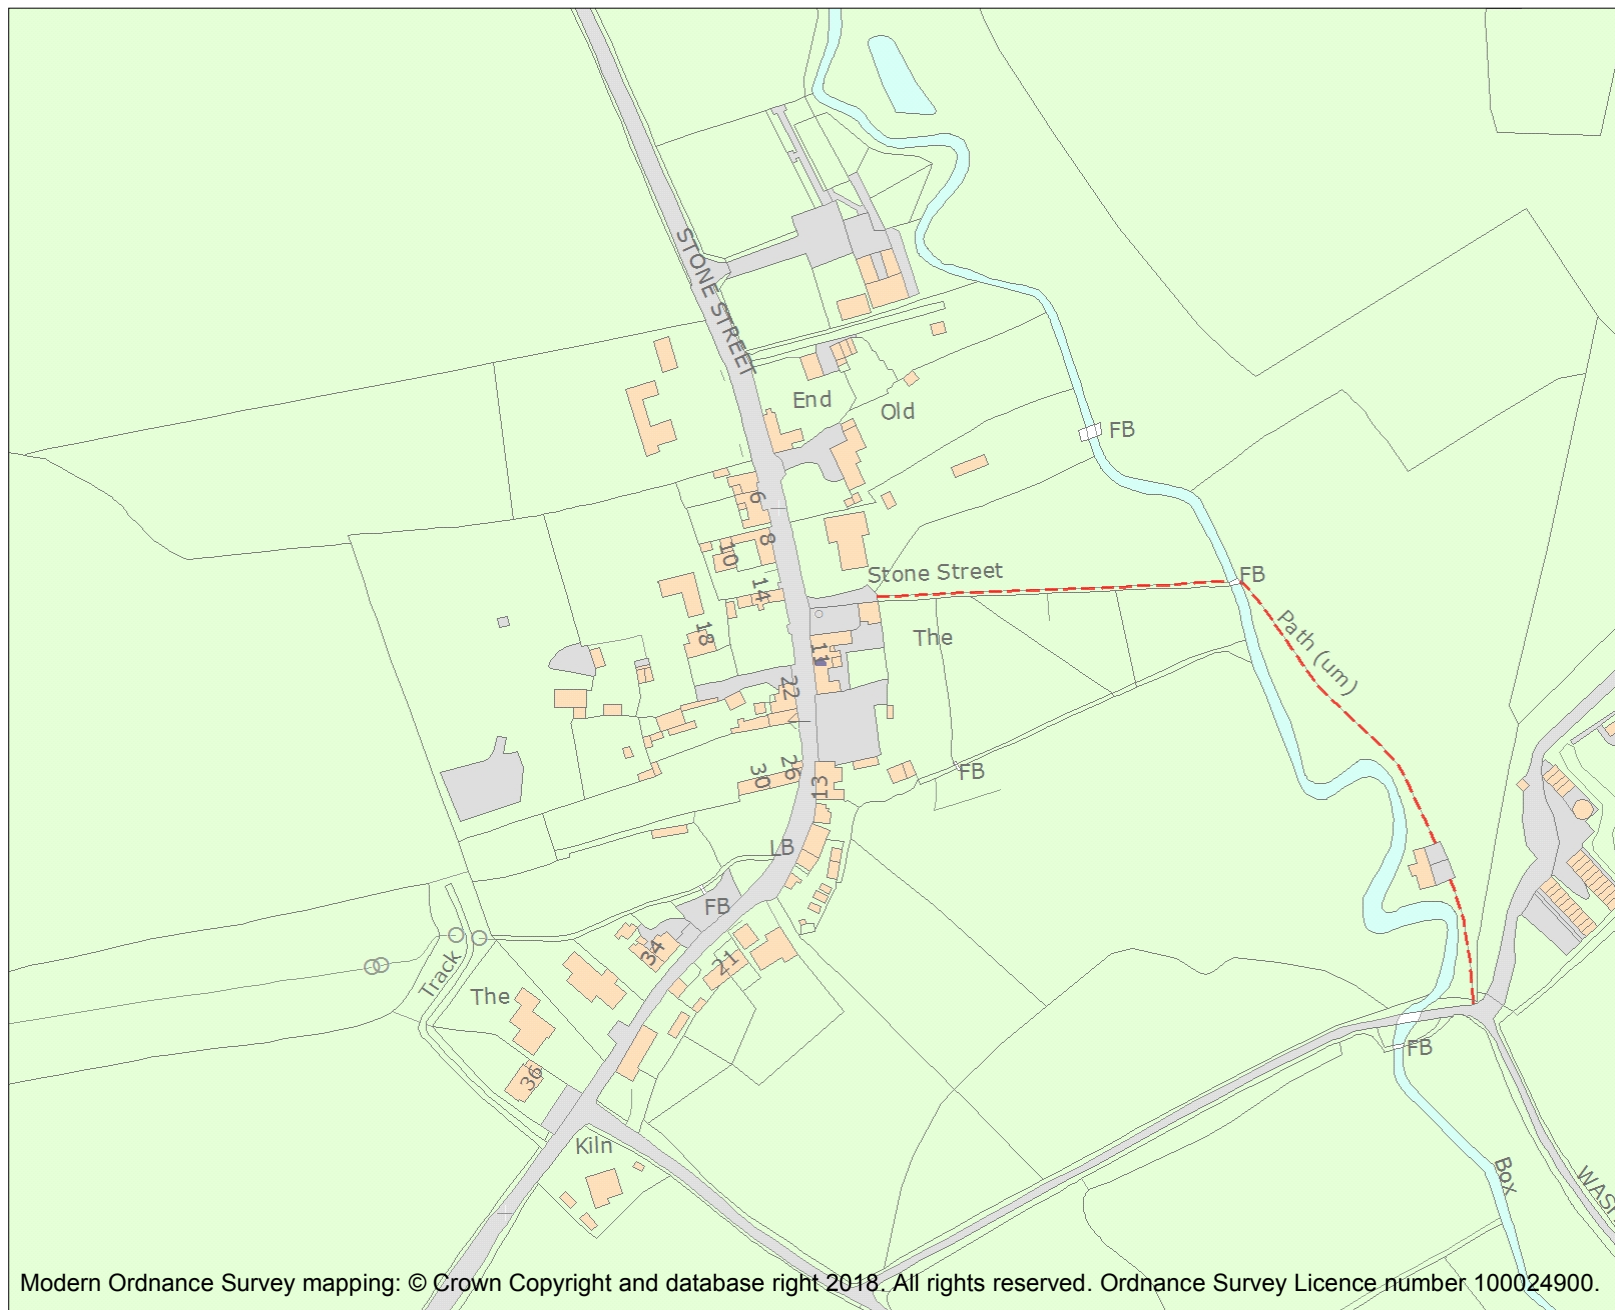 STONE STREET
End
Old
FB
6
8
10
14
Stone Street
FB
18
The
11
Path (um)
22
26
30
13
FB
LB
FB
34
21
Track
The
36
FB
Kiln
Box
WASH
Modern Ordnance Survey mapping: © Crown Copyright and database right 2018. All rights reserved. Ordnance Survey Licence number 100024900.